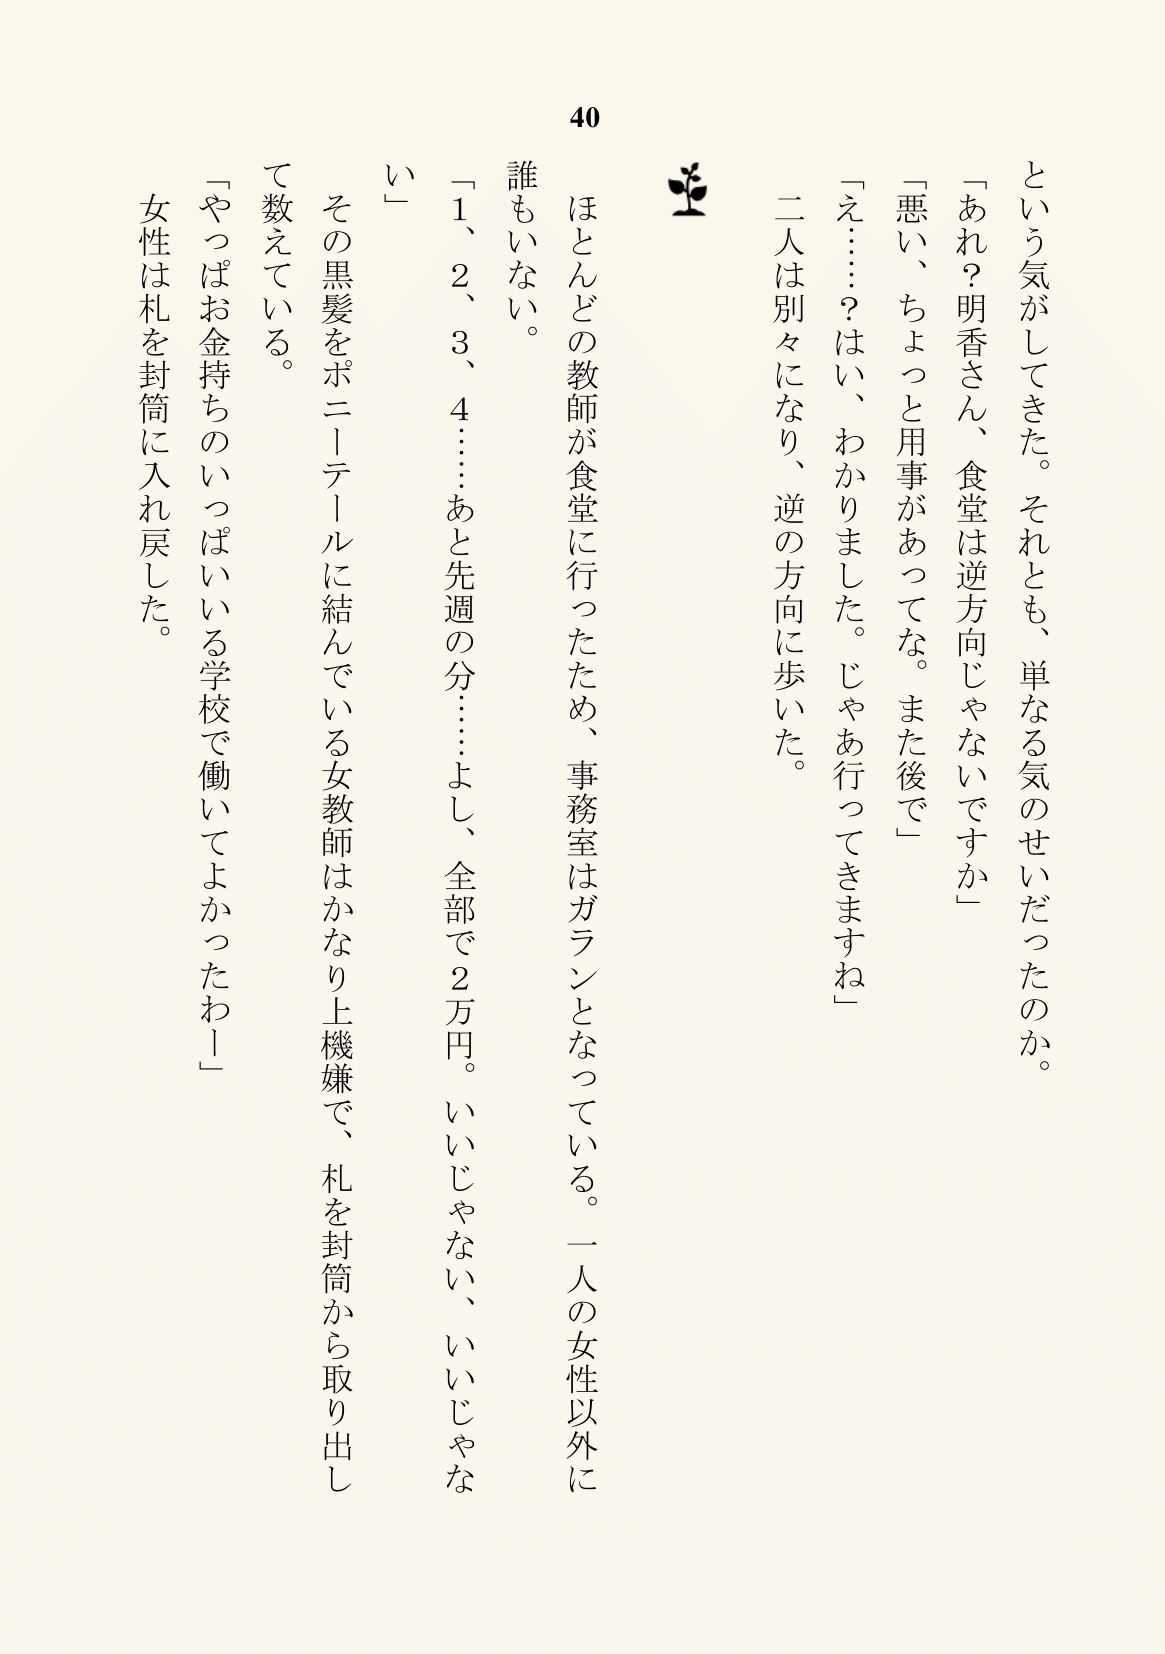 40
という気がしてきた。それとも、単なる気のせいだったのか。
「あれ？明香さん、食堂は逆方向じゃないですか」
「悪い、ちょっと用事があってな。また後で」
「え……？はい、わかりました。じゃあ行ってきますね」
　二人は別々になり、逆の方向に歩いた。
　ほとんどの教師が食堂に行ったため、事務室はガランとなっている。一人の女性以外に
誰もいない。
「１、２、３、４……あと先週の分……よし、全部で２万円。いいじゃない、いいじゃな
い」
　その黒髪をポニーテールに結んでいる女教師はかなり上機嫌で、札を封筒から取り出し
て数えている。
「やっぱお金持ちのいっぱいいる学校で働いてよかったわー」
　女性は札を封筒に入れ戻した。